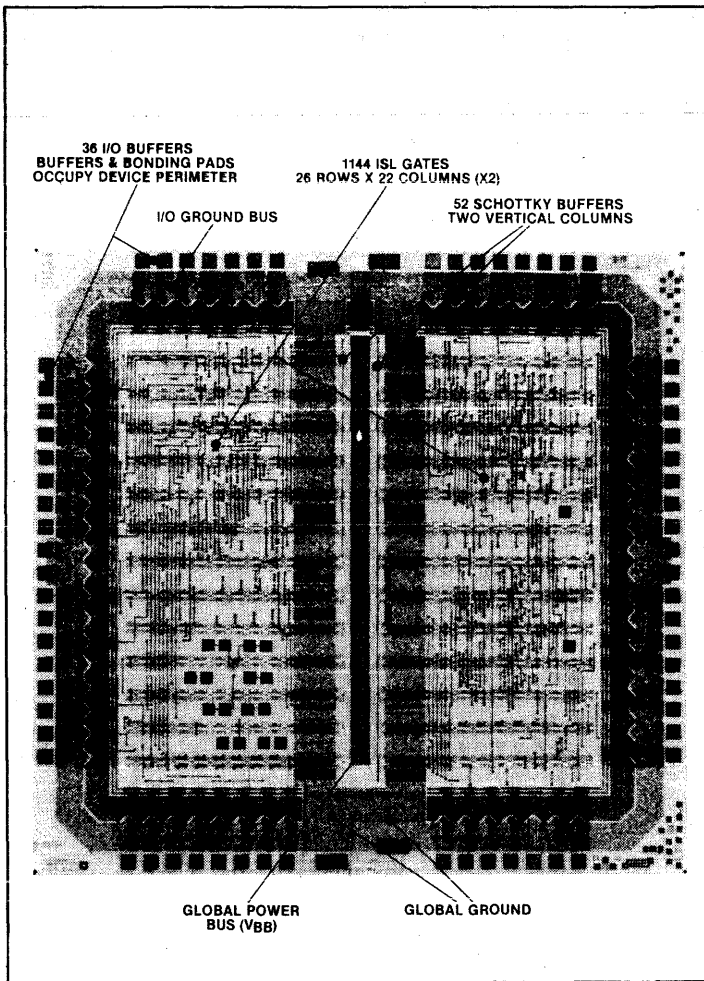 36 I/O BUFFERS
BUFFERS & BONDING PADS
OCCUPY DEVICE PERIMETER
I/O GROUND BUS
1144 ISL GATES
26 ROWS X 22 COLUMNS (X2)
52 SCHOTTKY BUFFERS
TWO VERTICAL COLUMNS
GLOBAL POWER
BUS (VBB)
GLOBAL GROUND